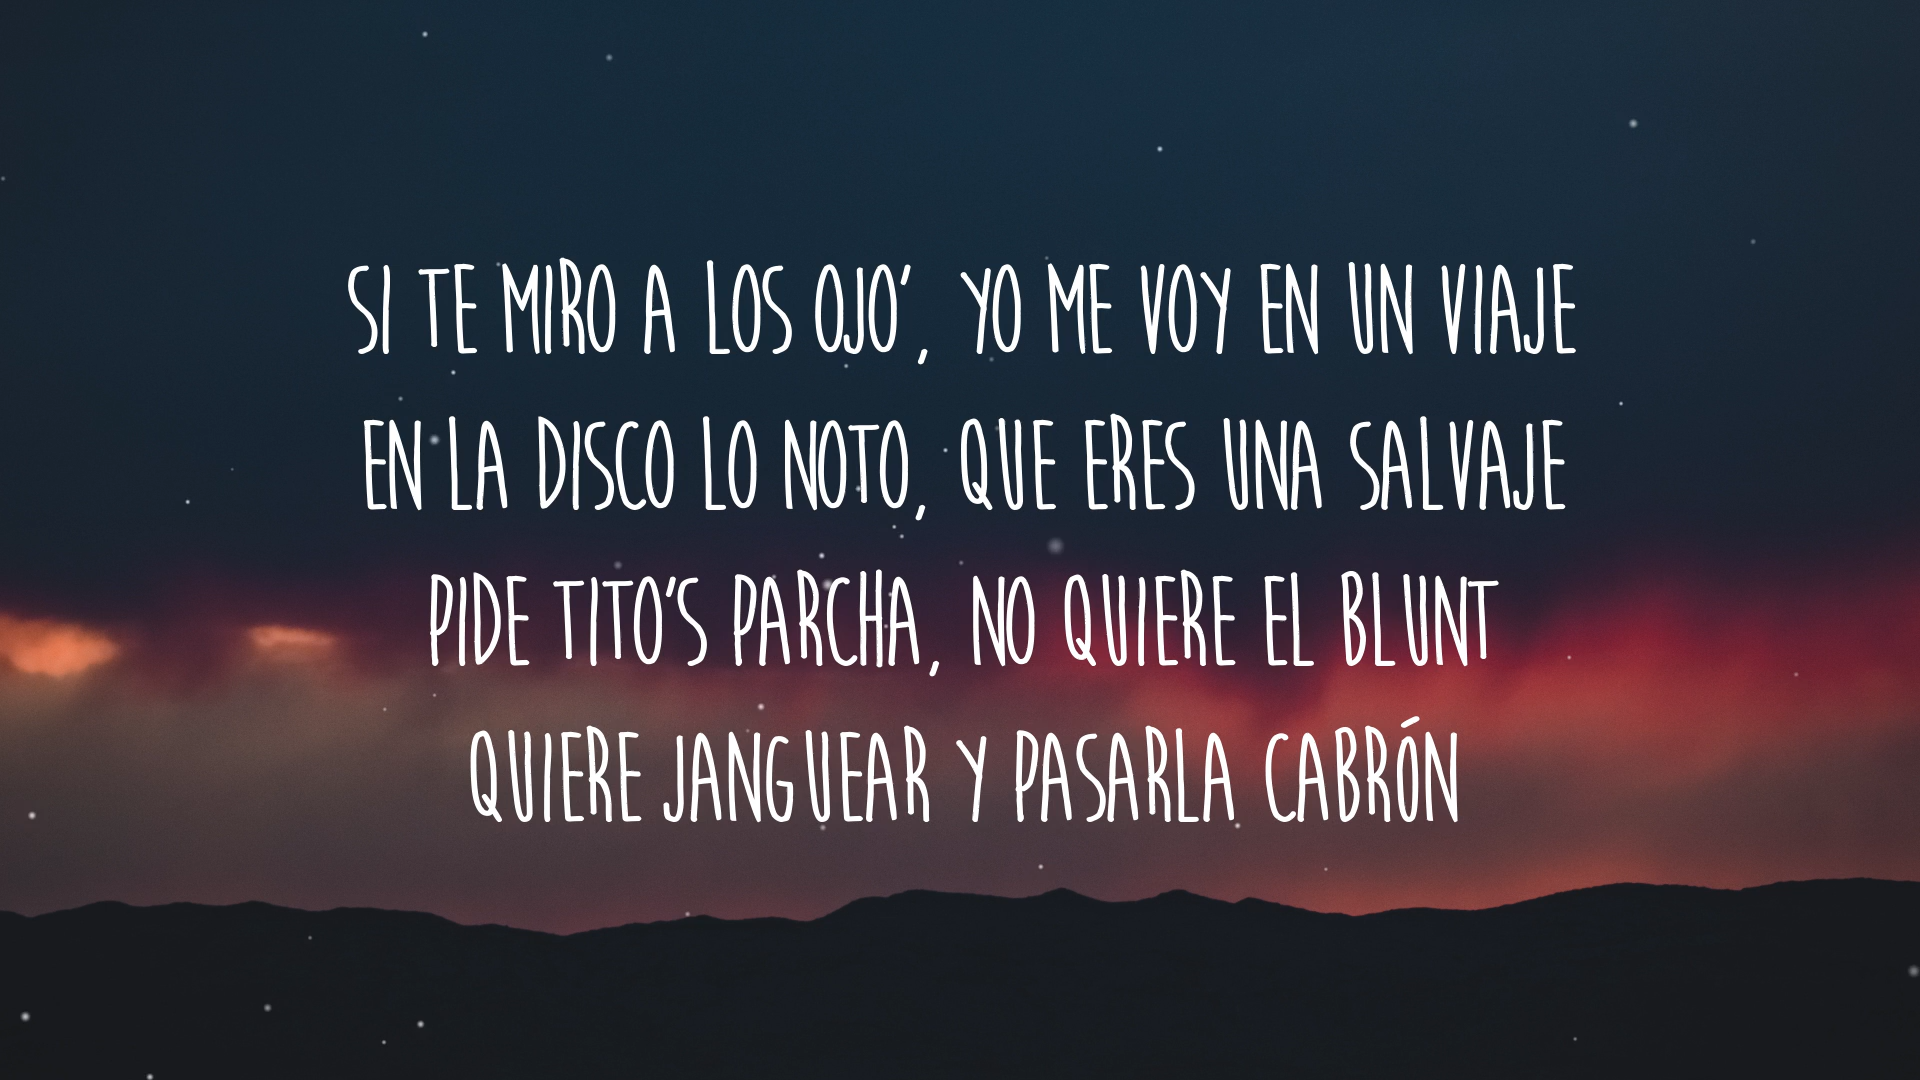 SI TE MIRO A LOS OJO', YO ME VOY EN UN VIAJE
EN LA DISCO LO NOTO, QUE ERES UNA SALVAJE
PIDE TITO'S PARCHA, NO QUIERE EL BLUNT
QUIERE JANGUEAR Y PASARLA CABRÓN